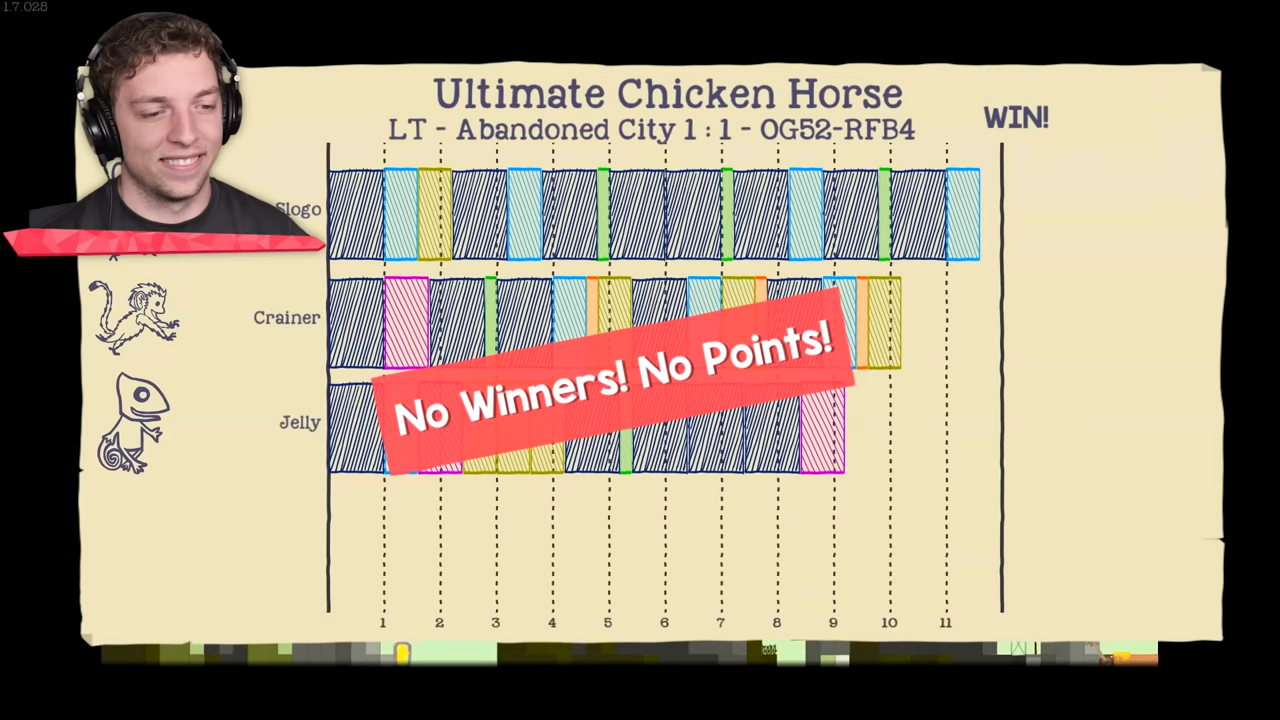 1.7.028
Ultimate Chicken Horse
LT - Abandoned City 1 : 1 - OG52-RFB4
WIN!
Slogo
Crainer
No Winners! No Points!
Jelly
1 2 3 4 5 6 7 8 9 10 11